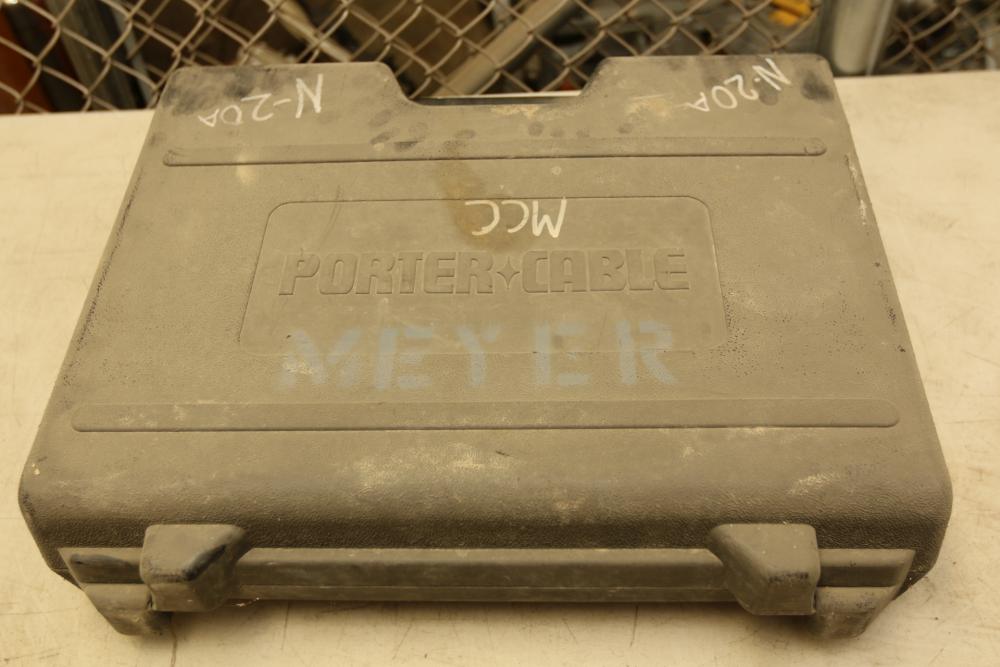 N-20A N-20A
MCC
PORTER CABLE
MEYER